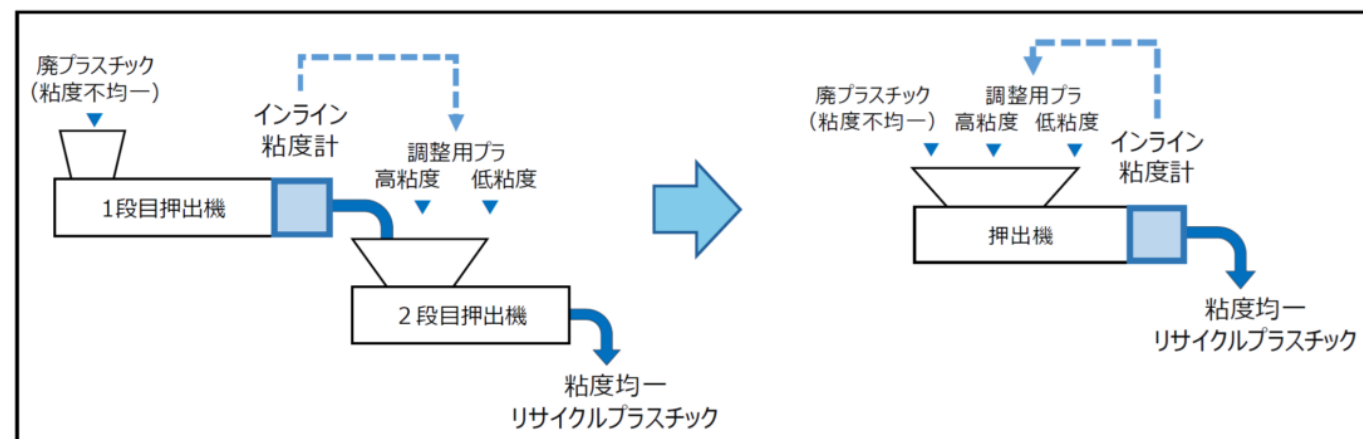 廃プラスチック
（粘度不均一）
インライン
粘度計
調整用プラ
高粘度 低粘度
1段目押出機
２段目押出機
粘度均一
リサイクルプラスチック
廃プラスチック
（粘度不均一）
調整用プラ
高粘度 低粘度
インライン
粘度計
押出機
粘度均一
リサイクルプラスチック